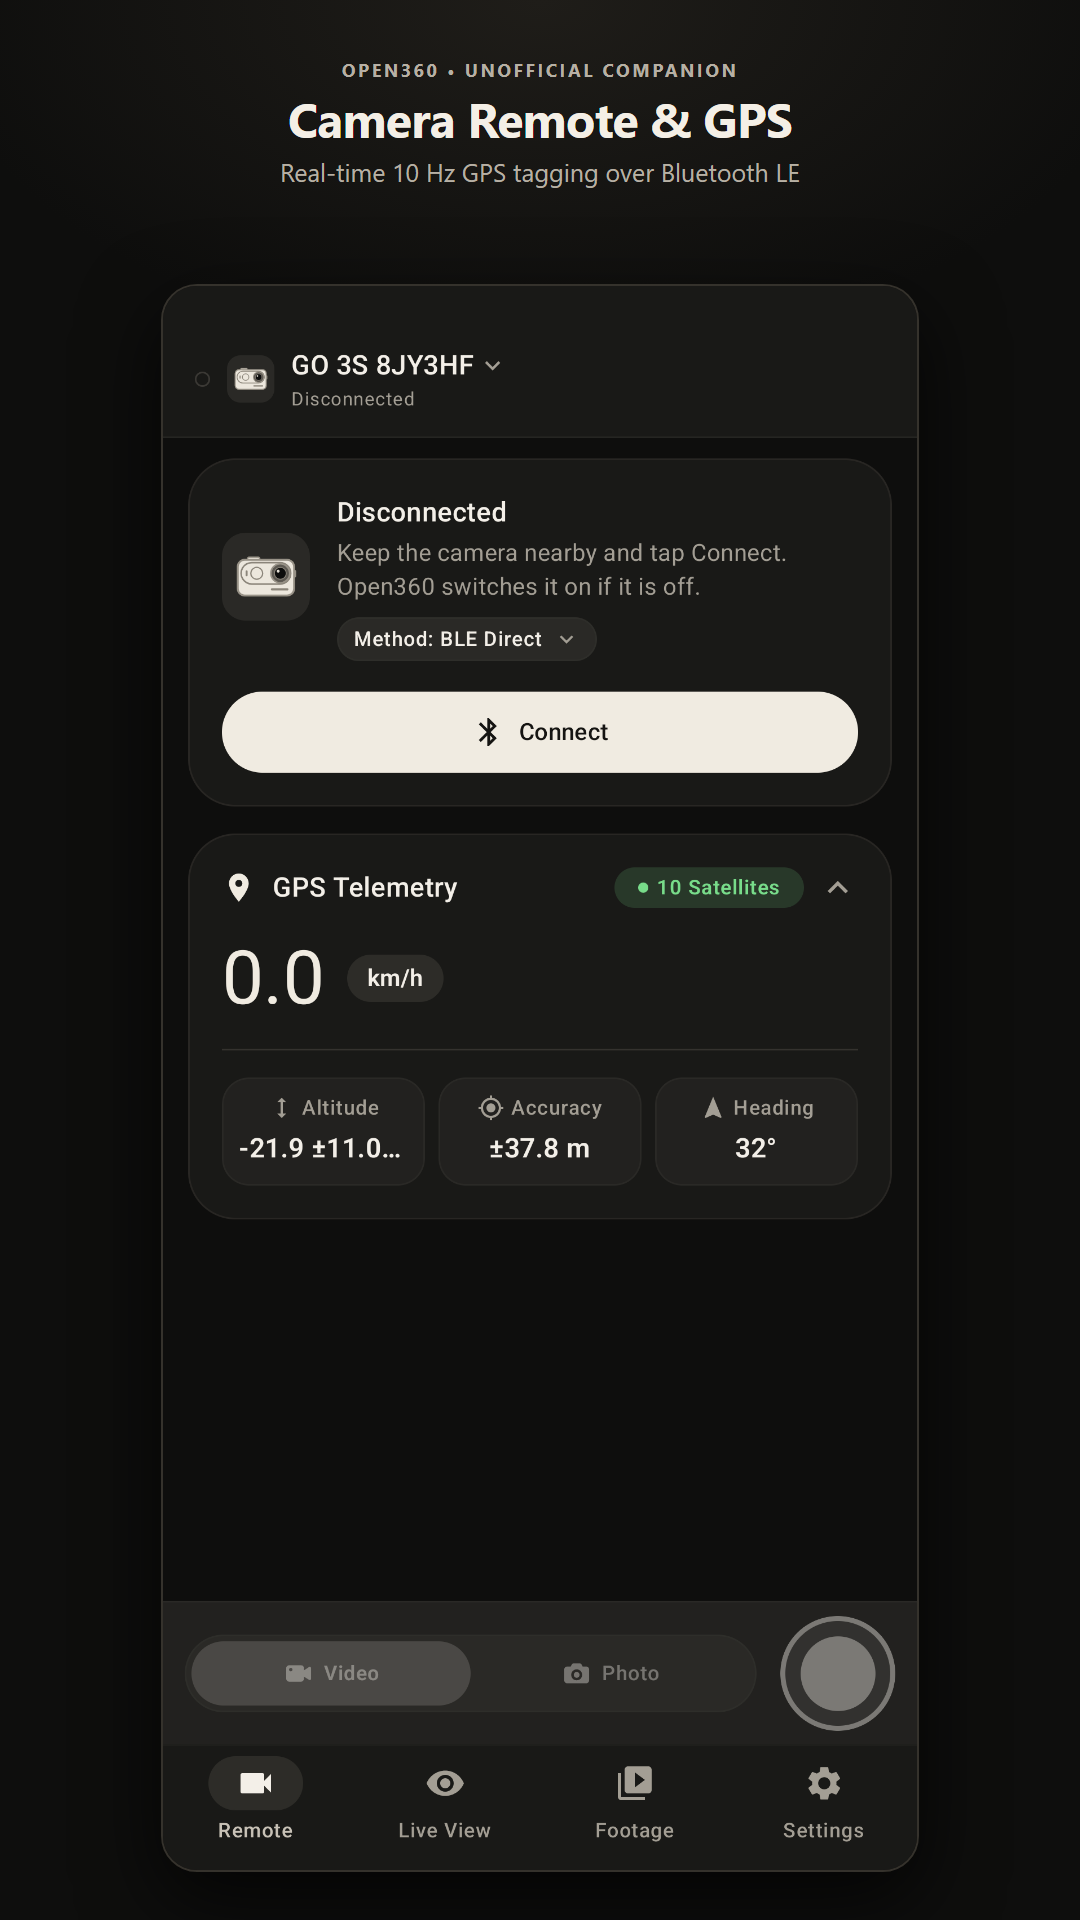 OPEN360 • UNOFFICIAL COMPANION
Camera Remote & GPS
Real-time 10 Hz GPS tagging over Bluetooth LE
GO 3S 8JY3HF
Disconnected
Disconnected
Keep the camera nearby and tap Connect.
Open360 switches it on if it is off.
Method: BLE Direct
Connect
GPS Telemetry
10 Satellites
0.0 km/h
Altitude
-21.9 ±11.0...
Accuracy
±37.8 m
Heading
32°
Video
Photo
Remote
Live View
Footage
Settings